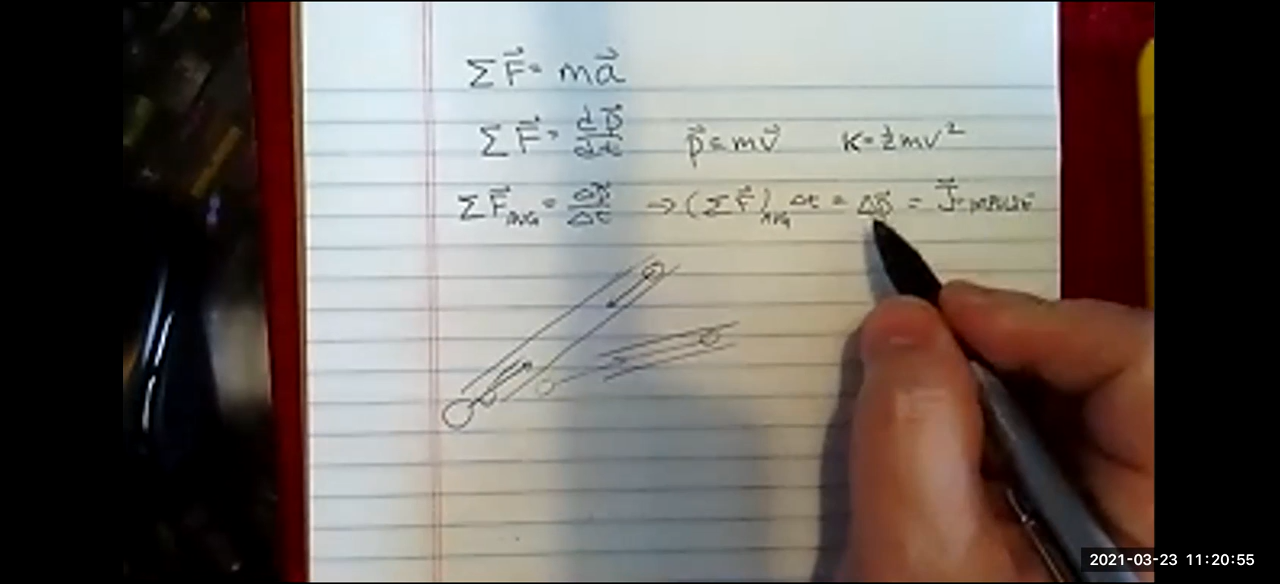 ΣF⃗ = ma⃗
ΣF⃗ = dp⃗/dt p⃗ = mv⃗ K = ½mv²
ΣF⃗AVG = Δp⃗/Δt → (ΣF⃗)AVG Δt = Δp⃗ = J⃗ = IMPULSE
2021-03-23 11:20:55